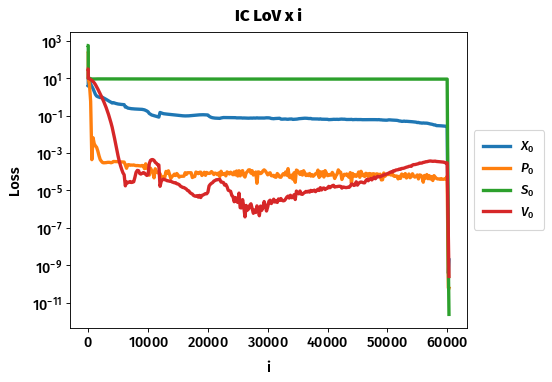 IC LoV x i
10³
10¹
10⁻¹
10⁻³
10⁻⁵
10⁻⁷
10⁻⁹
10⁻¹¹
Loss
0 10000 20000 30000 40000 50000 60000
i
X₀
P₀
S₀
V₀